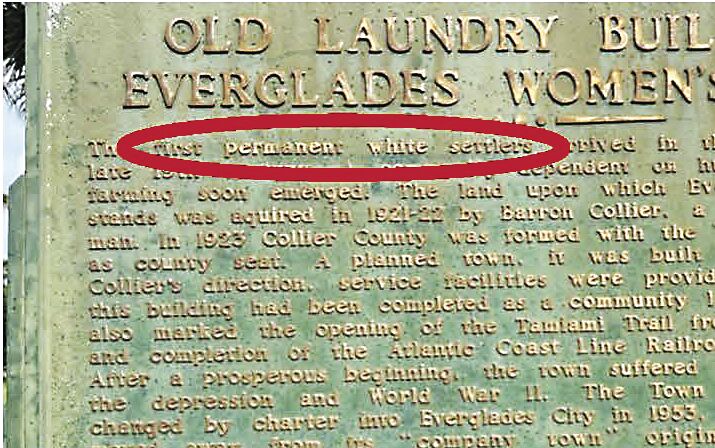 OLD LAUNDRY BUIL
EVERGLADES WOMEN'S
first permanent white settlers arrived in
late dependent on
farming soon emerged. The land upon which Ev
stands was aquired in 1921-22 by Barron Collier, a
man. In 1923 Collier County was formed with the
as county seat. A planned town, it was built
Collier's direction, service facilities were provid
this building had been completed as a community
also marked the opening of the Tamiami Trail fr
and completion of the Atlantic Coast Line Railro
After a prosperous beginning, the town suffered
the depression and World War II. The Town
changed by charter into Everglades City in 1953.
from its "company town" origin